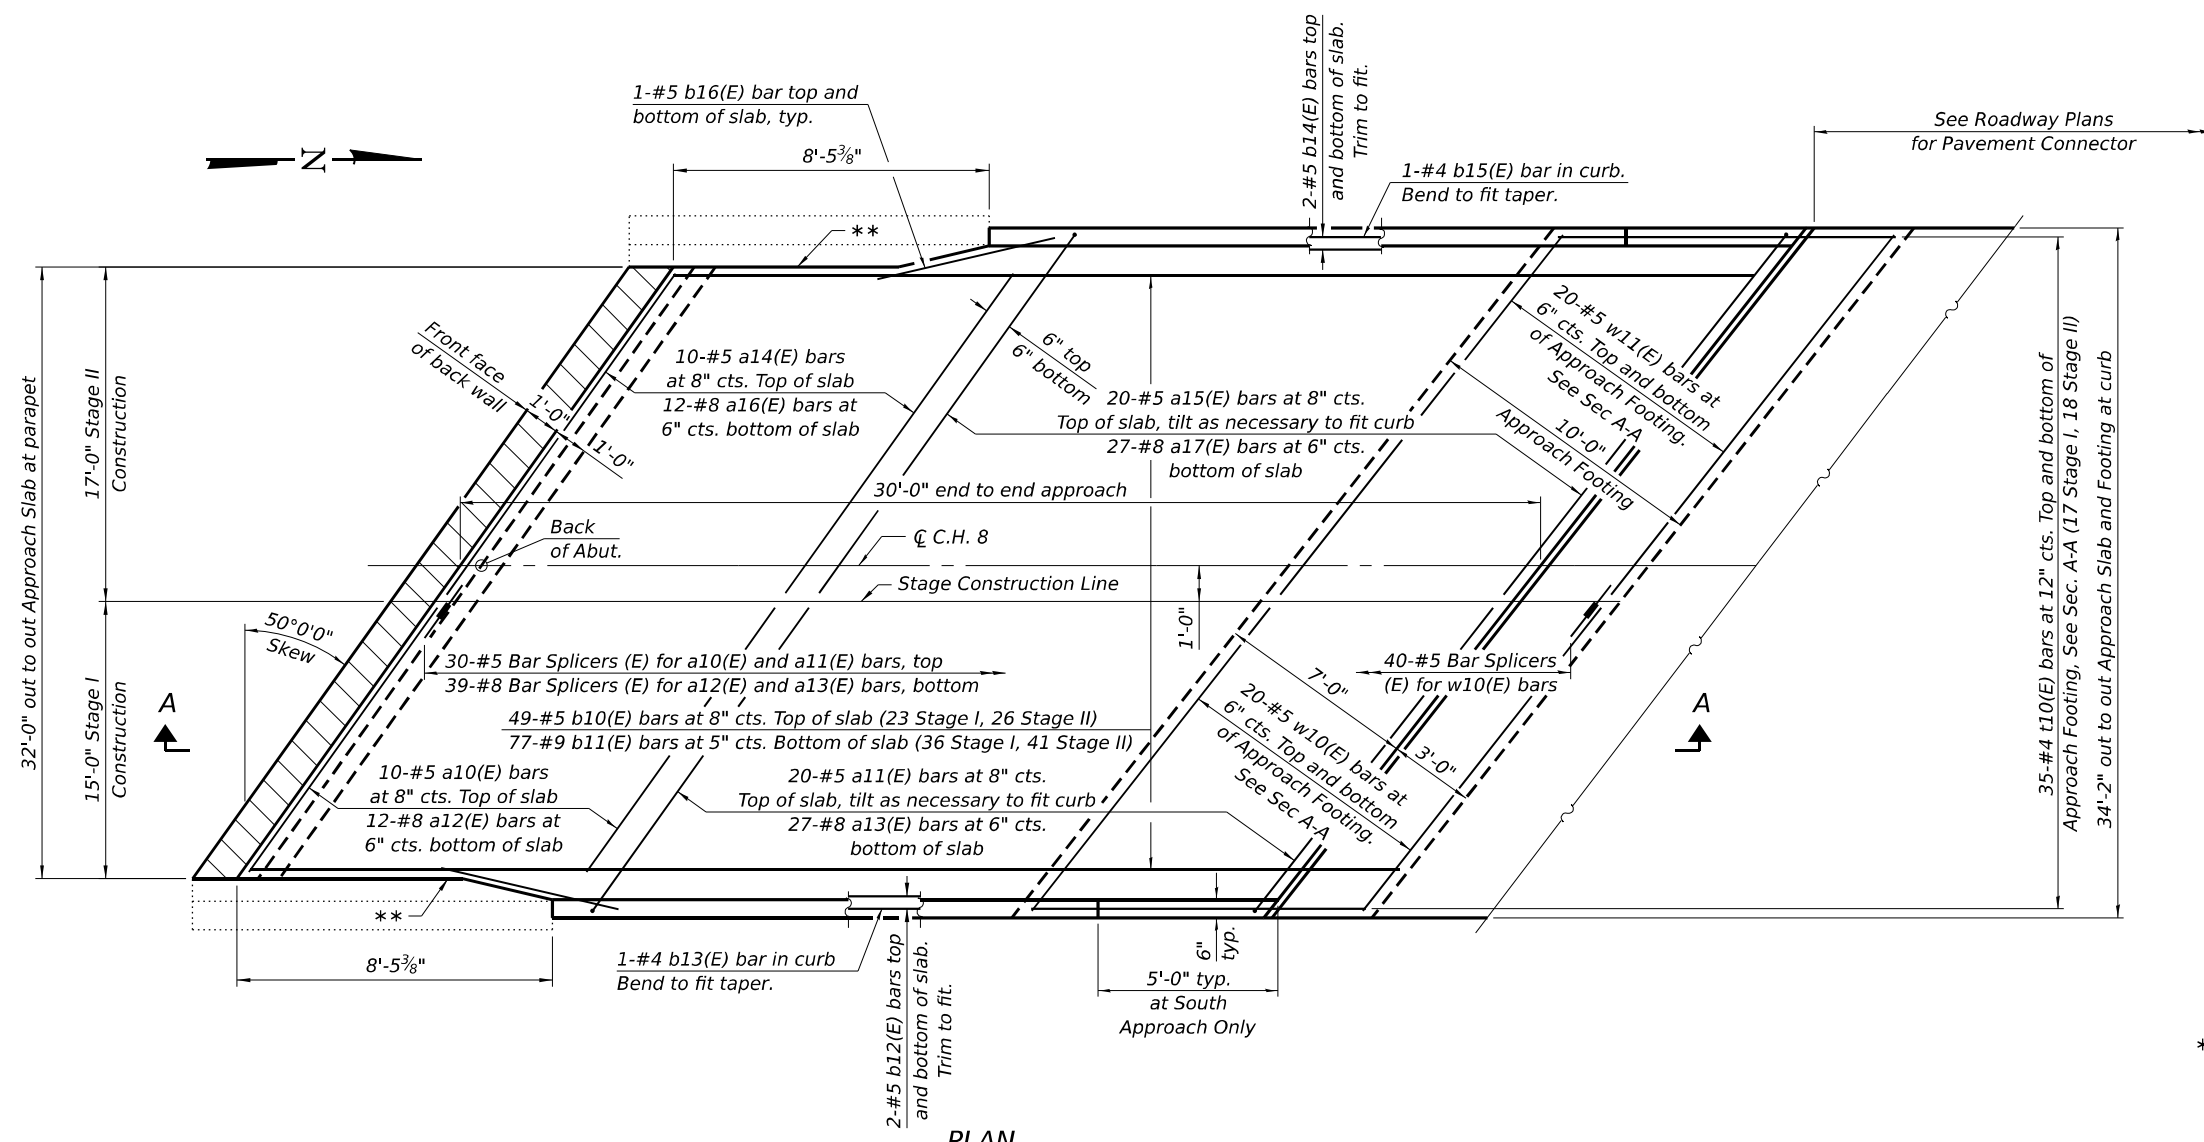 1-#5 b16(E) bar top and
bottom of slab, typ.
2-#5 b14(E) bars top
and bottom of slab.
Trim to fit.
See Roadway Plans
for Pavement Connector
N
8'-5⅜"
1-#4 b15(E) bar in curb.
Bend to fit taper.
**
Front face
of back wall
1'-0"
1'-0"
10-#5 a14(E) bars
at 8" cts. Top of slab
12-#8 a16(E) bars at
6" cts. bottom of slab
6" top
6" bottom
20-#5 a15(E) bars at 8" cts.
Top of slab, tilt as necessary to fit curb
27-#8 a17(E) bars at 6" cts.
bottom of slab
20-#5 w11(E) bars at
6" cts. Top and bottom
of Approach Footing.
See Sec A-A
10'-0"
Approach Footing
32'-0" out to out Approach Slab at parapet
17'-0" Stage II
Construction
15'-0" Stage I
Construction
30'-0" end to end approach
Back
of Abut.
℄ C.H. 8
Stage Construction Line
1'-0"
50°0'0"
Skew
30-#5 Bar Splicers (E) for a10(E) and a11(E) bars, top
39-#8 Bar Splicers (E) for a12(E) and a13(E) bars, bottom
40-#5 Bar Splicers
(E) for w10(E) bars
7'-0"
3'-0"
A
A
49-#5 b10(E) bars at 8" cts. Top of slab (23 Stage I, 26 Stage II)
77-#9 b11(E) bars at 5" cts. Bottom of slab (36 Stage I, 41 Stage II)
20-#5 w10(E) bars at
6" cts. Top and bottom
of Approach Footing.
See Sec A-A
10-#5 a10(E) bars
at 8" cts. Top of slab
12-#8 a12(E) bars at
6" cts. bottom of slab
20-#5 a11(E) bars at 8" cts.
Top of slab, tilt as necessary to fit curb
27-#8 a13(E) bars at 6" cts.
bottom of slab
35-#4 t10(E) bars at 12" cts. Top and bottom of
Approach Footing, See Sec. A-A (17 Stage I, 18 Stage II)
34'-2" out to out Approach Slab and Footing at curb
**
8'-5⅜"
1-#4 b13(E) bar in curb
Bend to fit taper.
2-#5 b12(E) bars top
and bottom of slab.
Trim to fit.
6"
typ.
5'-0" typ.
at South
Approach Only
*
PLAN